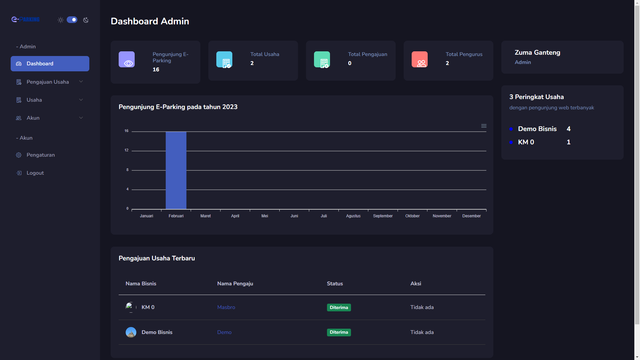 - Admin
Dashboard
Pengajuan Usaha
Usaha
Akun
- Akun
Pengaturan
Logout
Dashboard Admin
Pengunjung E-
Parking
16
Total Usaha
2
Total Pengajuan
0
Total Pengurus
2
Zuma Ganteng
Admin
Pengunjung E-Parking pada tahun 2023
16
12
8
4
0
Januari Februari Maret April Mei Juni Juli Agustus September Oktober November Desember
3 Peringkat Usaha
dengan pengunjung web terbanyak
Demo Bisnis 4
KM 0 1
Pengajuan Usaha Terbaru
Nama Bisnis Nama Pengaju Status Aksi
KM 0 Diterima Tidak ada
Demo Bisnis Demo Diterima Tidak ada